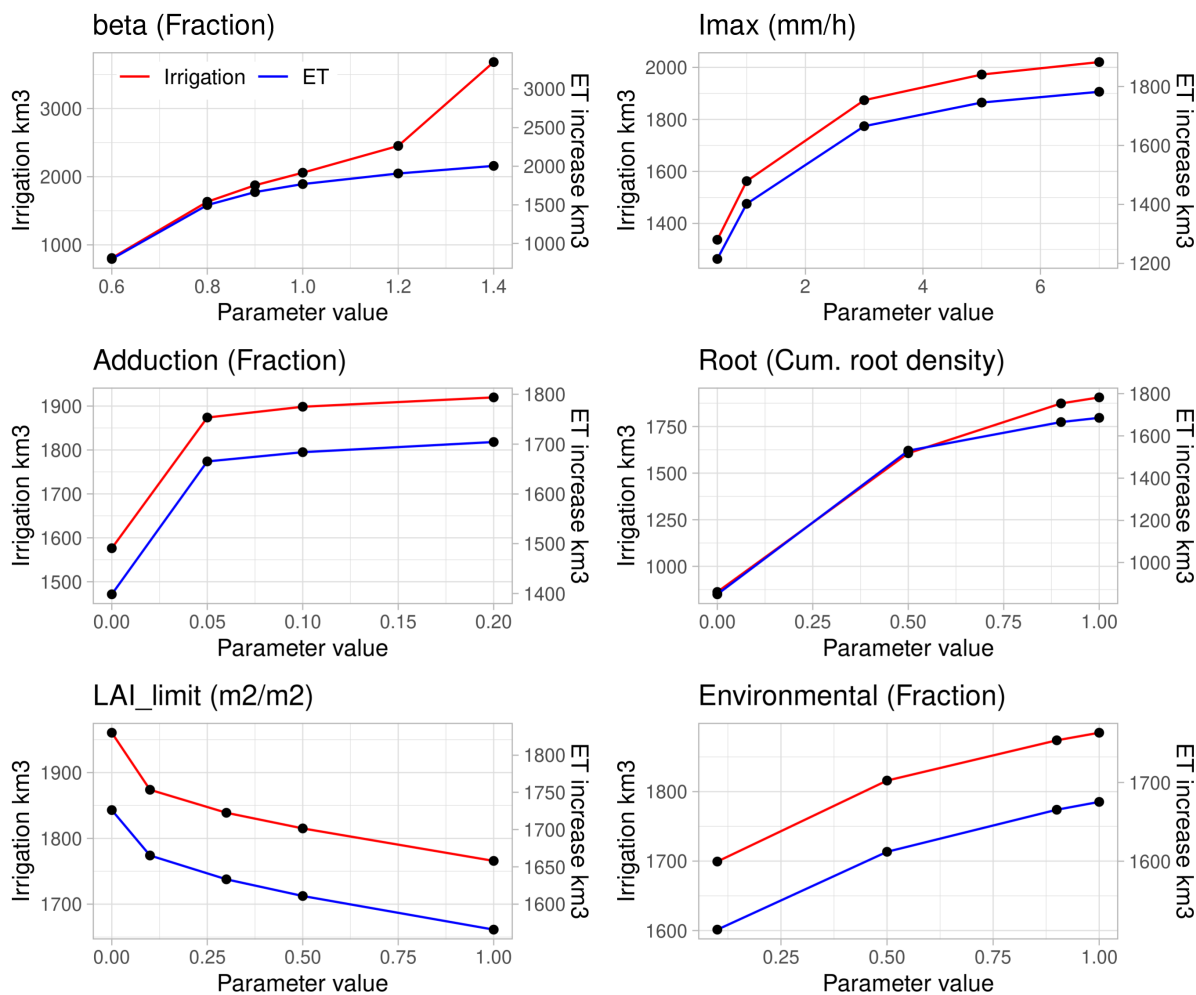 beta (Fraction)
Irrigation ET
Irrigation km3
3000
2000
1000
ET increase km3
3000
2500
2000
1500
1000
0.6 0.8 1.0 1.2 1.4
Parameter value
Imax (mm/h)
Irrigation km3
2000
1800
1600
1400
ET increase km3
1800
1600
1400
1200
2 4 6
Parameter value
Adduction (Fraction)
Irrigation km3
1900
1800
1700
1600
1500
ET increase km3
1800
1700
1600
1500
1400
0.00 0.05 0.10 0.15 0.20
Parameter value
Root (Cum. root density)
Irrigation km3
1750
1500
1250
1000
ET increase km3
1800
1600
1400
1200
1000
0.00 0.25 0.50 0.75 1.00
Parameter value
LAI_limit (m2/m2)
Irrigation km3
1900
1800
1700
ET increase km3
1800
1750
1700
1650
1600
0.00 0.25 0.50 0.75 1.00
Parameter value
Environmental (Fraction)
Irrigation km3
1800
1700
1600
ET increase km3
1700
1600
0.25 0.50 0.75 1.00
Parameter value